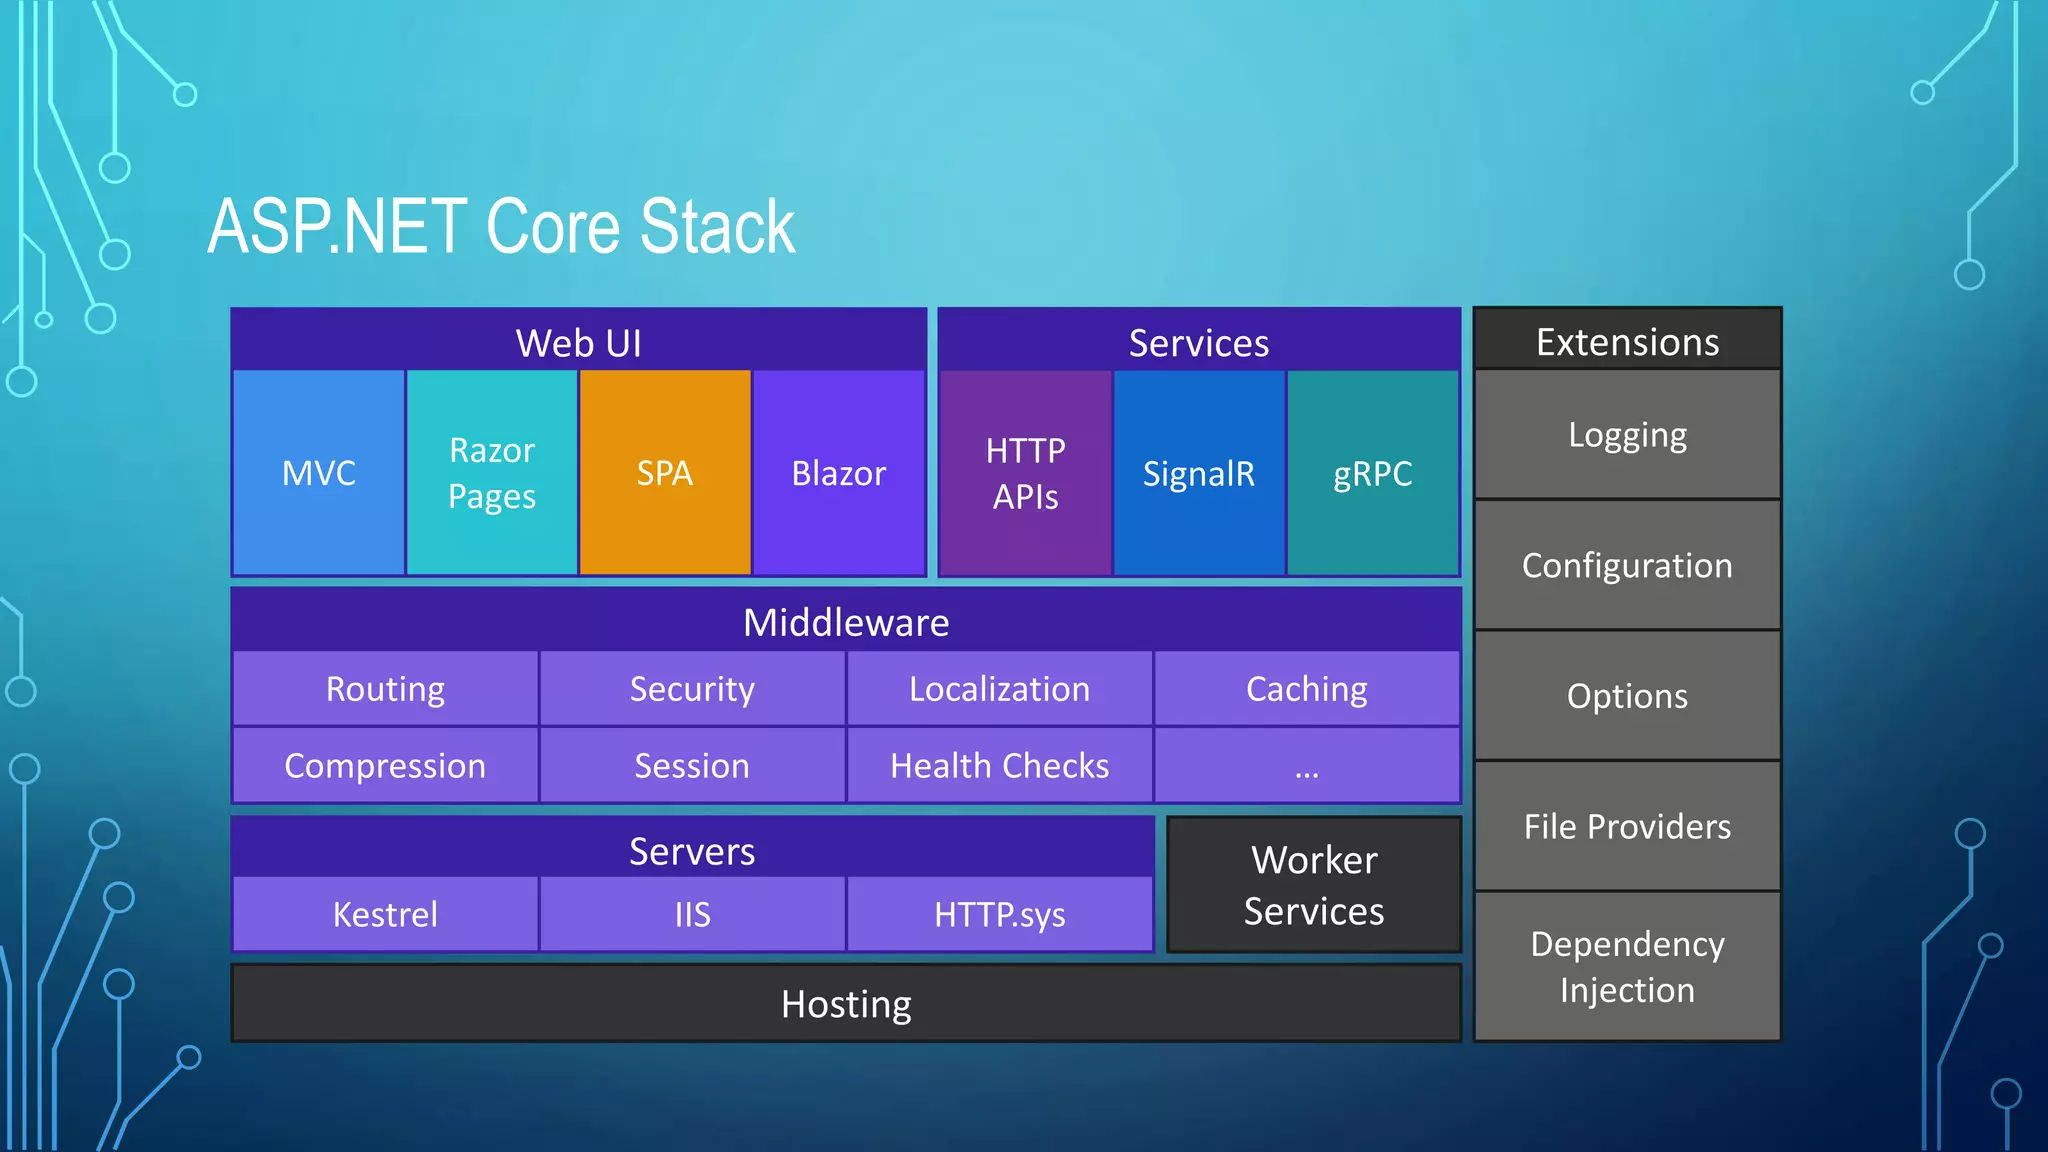 ASP.NET Core Stack
Web UI
MVC
Razor
Pages
SPA
Blazor
Services
HTTP
APIs
SignalR
gRPC
Middleware
Routing
Security
Localization
Caching
Compression
Session
Health Checks
...
Servers
Kestrel
IIS
HTTP.sys
Worker
Services
Hosting
Extensions
Logging
Configuration
Options
File Providers
Dependency
Injection